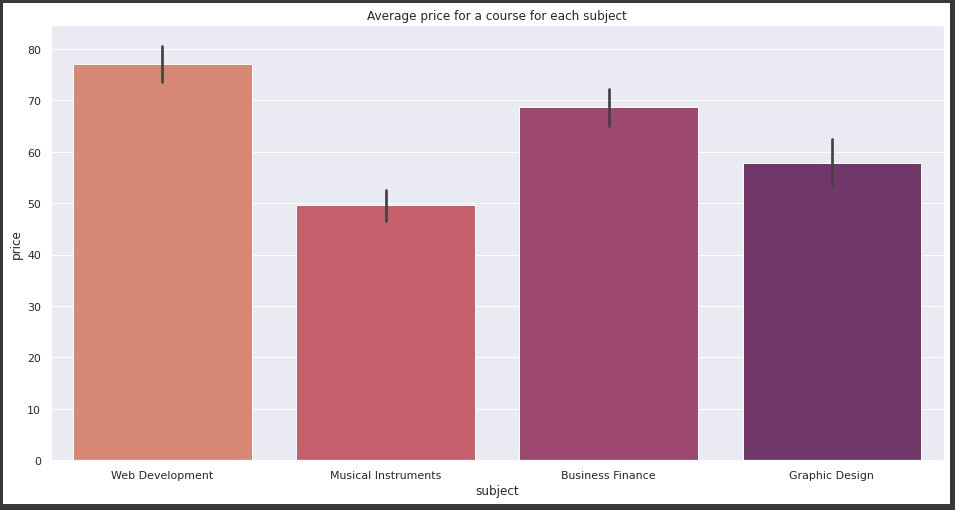 Average price for a course for each subject
price
80
70
60
50
40
30
20
10
0
Web Development
Musical Instruments
Business Finance
Graphic Design
subject